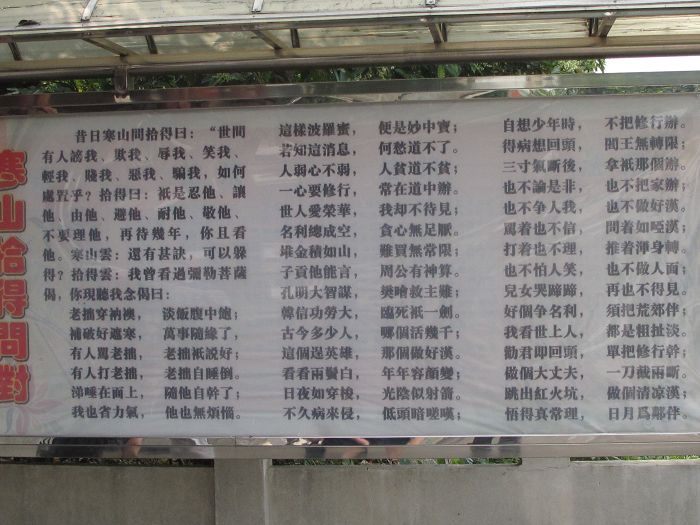 寒山拾得問對
昔日寒山問拾得曰：“世間
有人謗我、欺我、辱我、笑我、
輕我、賤我、惡我、騙我，如何
處置乎？拾得曰：衹是忍他、讓
他、由他、避他、耐他、敬他、
不要理他，再待幾年，你且看
他。寒山雲：還有甚訣，可以躲
得？拾得雲：我曾看過彌勒菩薩
偈，你現聽我念偈曰：
老拙穿衲襖，淡飯腹中飽；
補破好遮寒，萬事隨緣了，
有人罵老拙，老拙衹説好；
有人打老拙，老拙自睡倒。
涕唾在面上，隨他自幹了；
我也省力氣，他也無煩惱。
這樣波羅蜜，便是妙中寶；
若知這消息，何愁道不了。
人弱心不弱，人貧道不貧；
一心要修行，常在道中辦。
世人愛榮華，我却不待見；
名利總成空，貪心無足厭。
堆金積如山，難買無常限；
子貢他能言，周公有神算。
孔明大智謀，樊噲救主難；
韓信功勞大，臨死衹一劍。
古今多少人，哪個活幾千；
這個逞英雄，那個做好漢。
看看兩鬢白，年年容顔變；
日夜如穿梭，光陰似射箭。
不久病來侵，低頭暗嗟嘆；
自想少年時，不把修行辦。
得病想回頭，閻王無轉限；
三寸氣斷後，拿衹那個辦。
也不論是非，也不把家辦；
也不争人我，也不做好漢。
罵着也不信，問着如啞漢；
打着也不理，推着渾身轉。
也不怕人笑，也不做人面；
兒女哭啼啼，再也不得見。
好個争名利，須把荒郊伴；
我看世上人，都是粗扯淡。
勸君即回頭，單把修行幹；
做個大丈夫，一刀截兩斷。
跳出紅火坑，做個清凉漢；
悟得真常理，日月爲鄰伴。